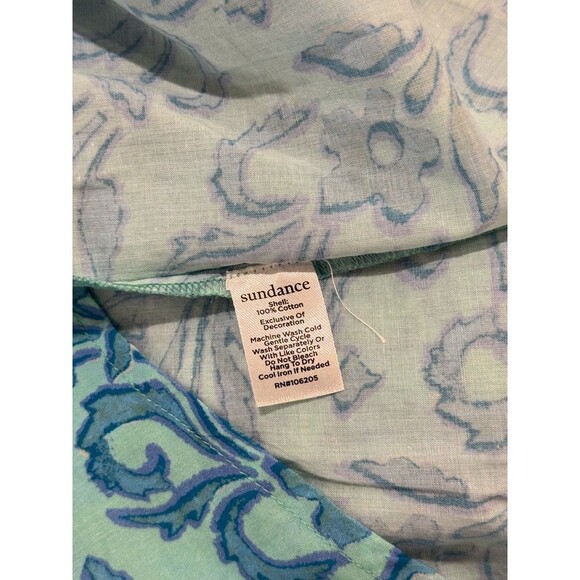 sundance
Shell:
100% Cotton
Exclusive Of
Decoration
Machine Wash Cold
Gentle Cycle
Wash Separately Or
With Like Colors
Do Not Bleach
Hang To Dry
Cool Iron If Needed
RN#106205